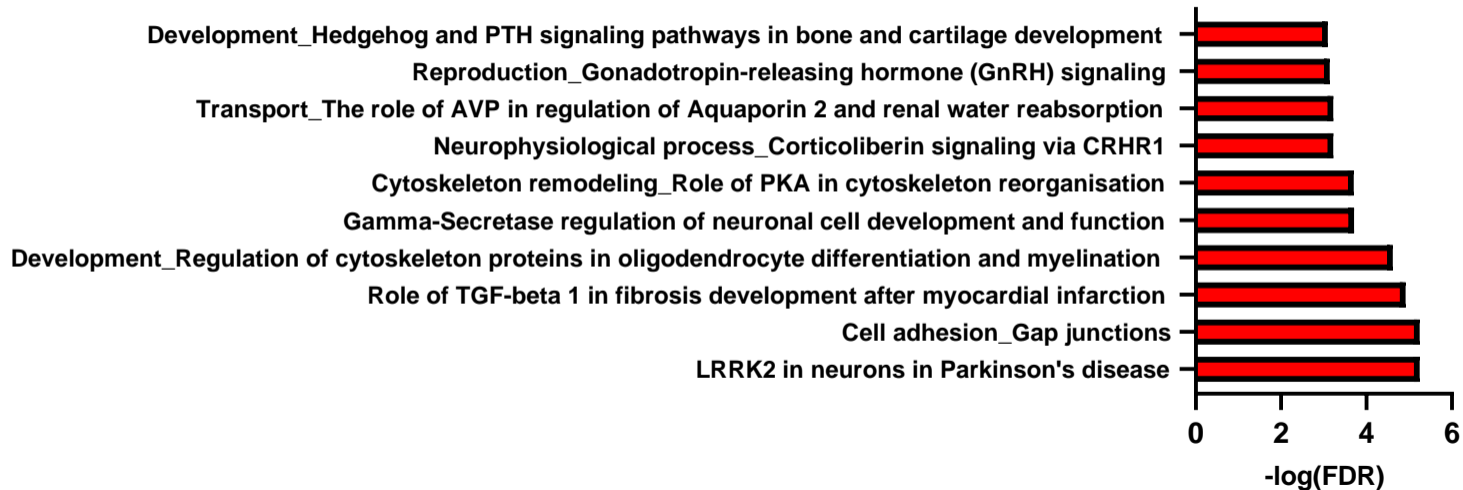 Development_Hedgehog and PTH signaling pathways in bone and cartilage development
Reproduction_Gonadotropin-releasing hormone (GnRH) signaling
Transport_The role of AVP in regulation of Aquaporin 2 and renal water reabsorption
Neurophysiological process_Corticoliberin signaling via CRHR1
Cytoskeleton remodeling_Role of PKA in cytoskeleton reorganisation
Gamma-Secretase regulation of neuronal cell development and function
Development_Regulation of cytoskeleton proteins in oligodendrocyte differentiation and myelination
Role of TGF-beta 1 in fibrosis development after myocardial infarction
Cell adhesion_Gap junctions
LRRK2 in neurons in Parkinson's disease
0 2 4 6
-log(FDR)